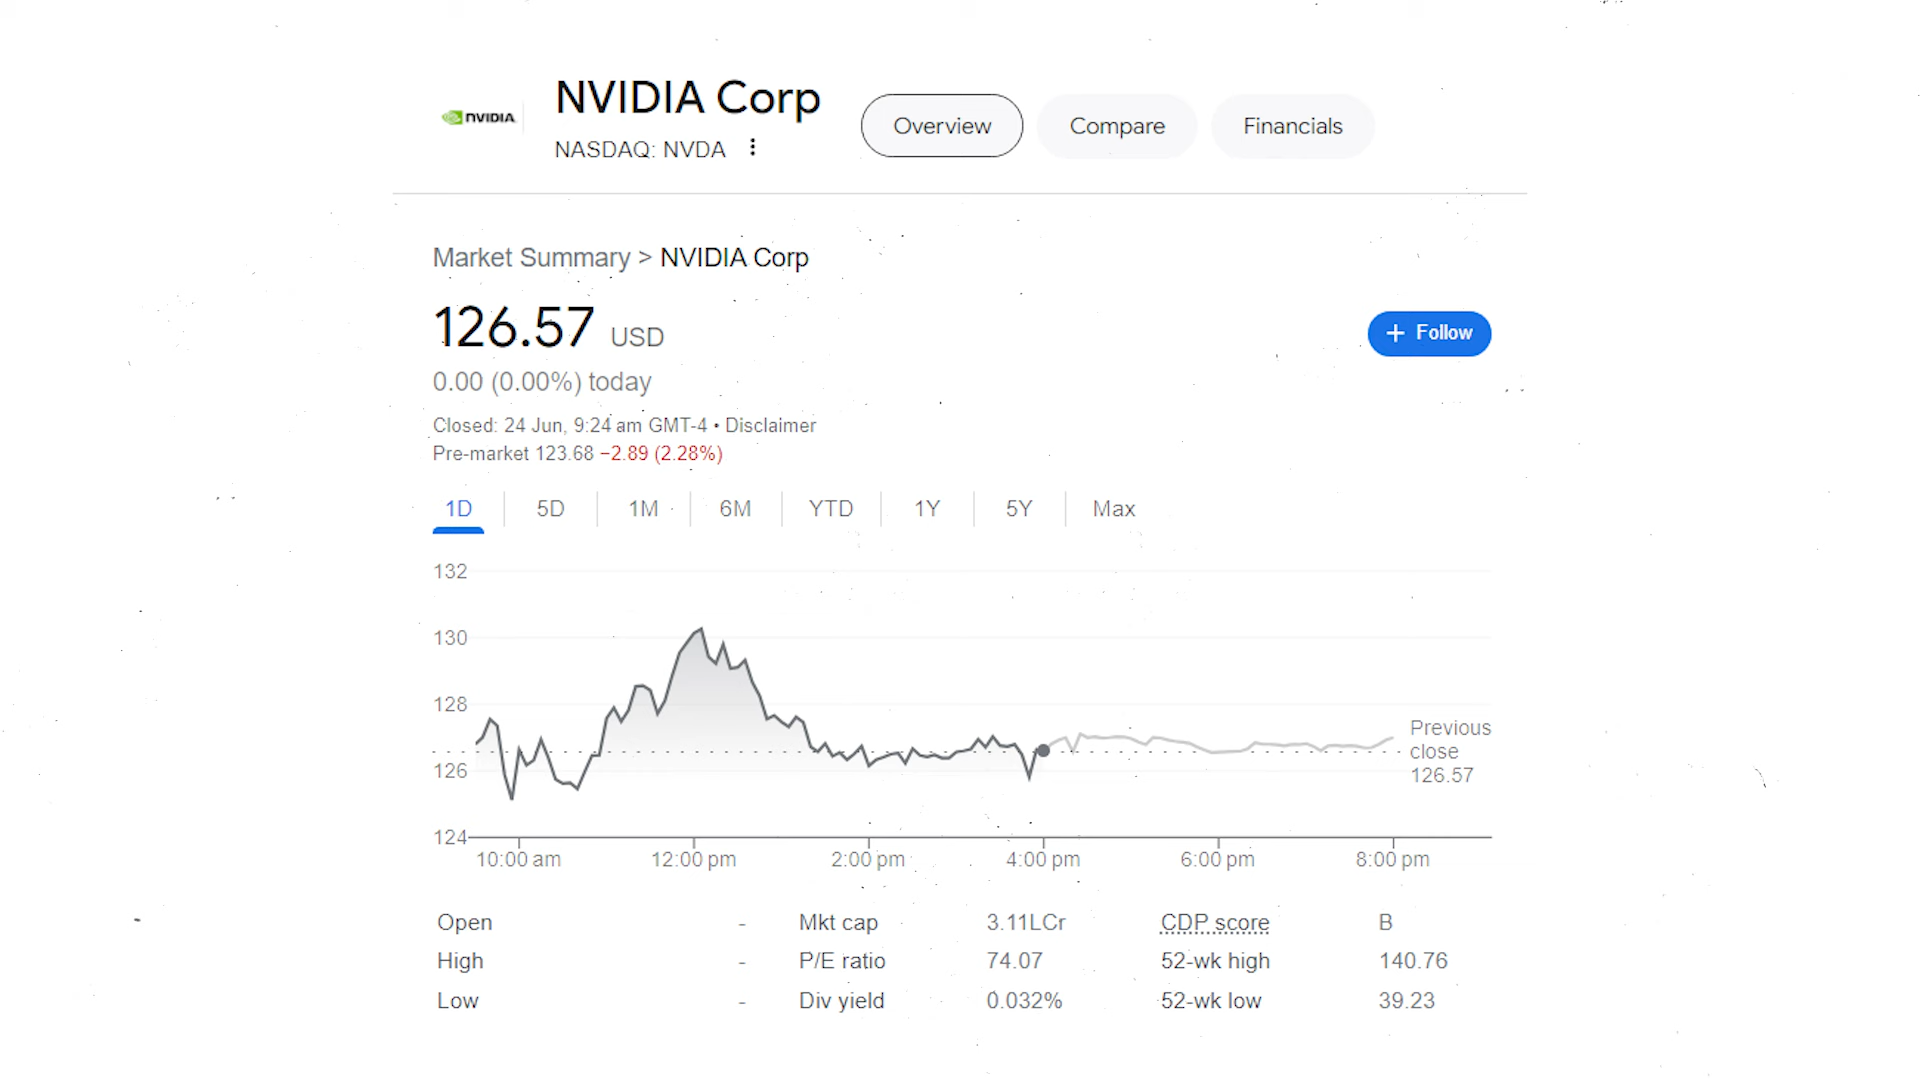 NVIDIA
NVIDIA Corp
NASDAQ: NVDA
Overview
Compare
Financials
Market Summary > NVIDIA Corp
126.57 USD
+ Follow
0.00 (0.00%) today
Closed: 24 Jun, 9:24 am GMT-4 • Disclaimer
Pre-market 123.68 −2.89 (2.28%)
1D 5D 1M 6M YTD 1Y 5Y Max
132
130
128
126
124
Previous
close
126.57
10:00 am 12:00 pm 2:00 pm 4:00 pm 6:00 pm 8:00 pm
Open - Mkt cap 3.11LCr CDP score B
High - P/E ratio 74.07 52-wk high 140.76
Low - Div yield 0.032% 52-wk low 39.23